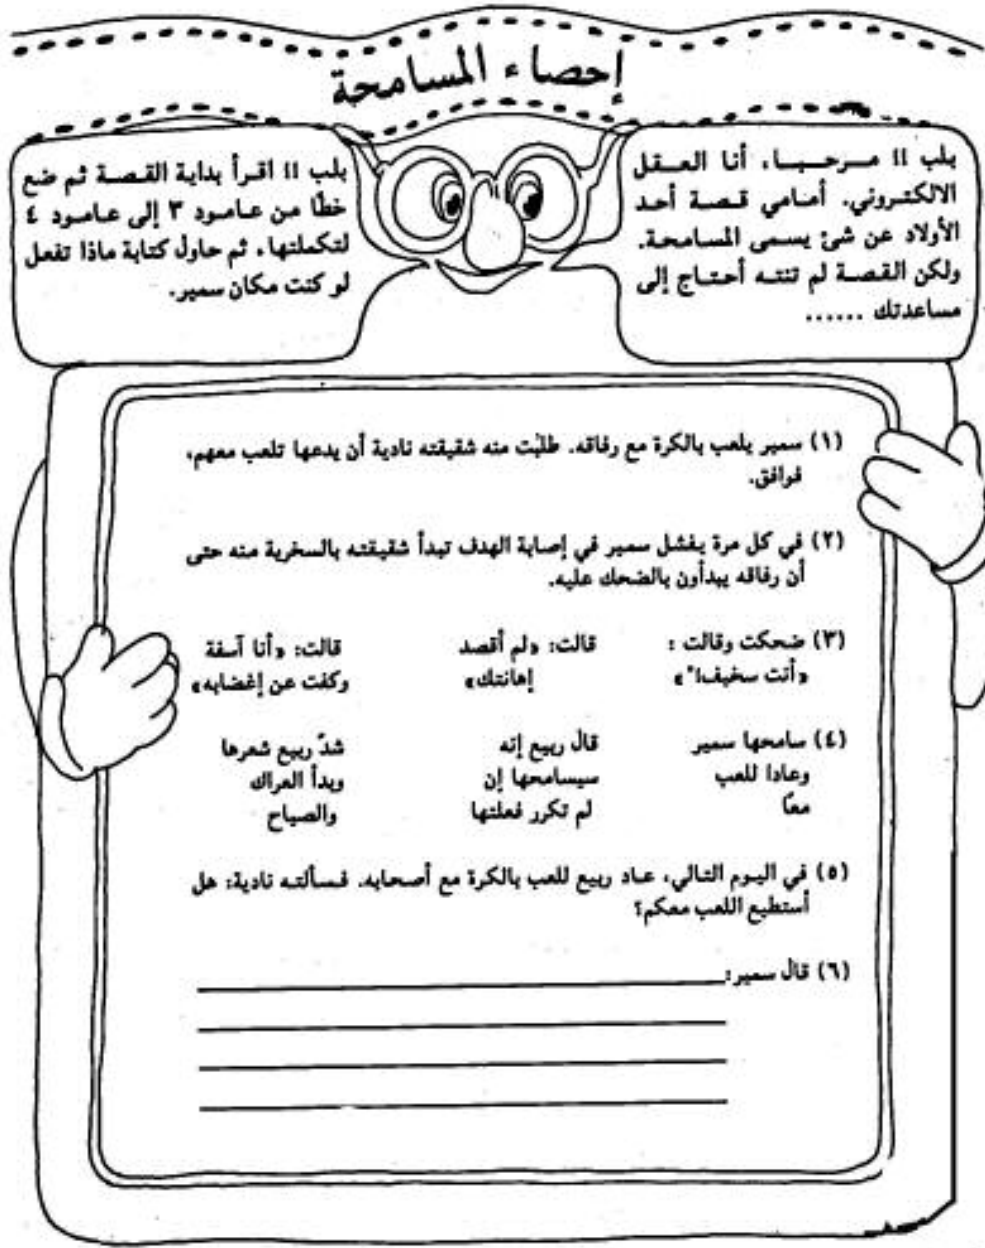 إحصاء المسامحة
بلب !! مرحبا، أنا العقل
الالكتروني. أمامي قصة أحد
الأولاد عن شئ يسمى المسامحة.
ولكن القصة لم تنته أحتاج إلى
مساعدتك ......
بلب !! اقرأ بداية القصة ثم ضع
خطًا من عامود ٣ إلى عامود ٤
لتكملتها، ثم حاول كتابة ماذا تفعل
لو كنت مكان سمير.
(١) سمير يلعب بالكرة مع رفاقه. طلبت منه شقيقته نادية أن يدعها تلعب معهم،
فوافق.
(٢) في كل مرة يفشل سمير في إصابة الهدف تبدأ شقيقته بالسخرية منه حتى
أن رفاقه يبدأون بالضحك عليه.
(٣) ضحكت وقالت : قالت: «لم أقصد قالت: «أنا آسفة
«أنت سخيف!» إهانتك» وكفت عن إغضابه»
(٤) سامحها سمير قال ربيع إنه شدّ ربيع شعرها
وعادا للعب سيسامحها إن وبدأ العراك
معًا لم تكرر فعلتها والصياح
(٥) في اليوم التالي، عاد ربيع للعب بالكرة مع أصحابه. فسألته نادية: هل
أستطيع اللعب معكم؟
(٦) قال سمير: